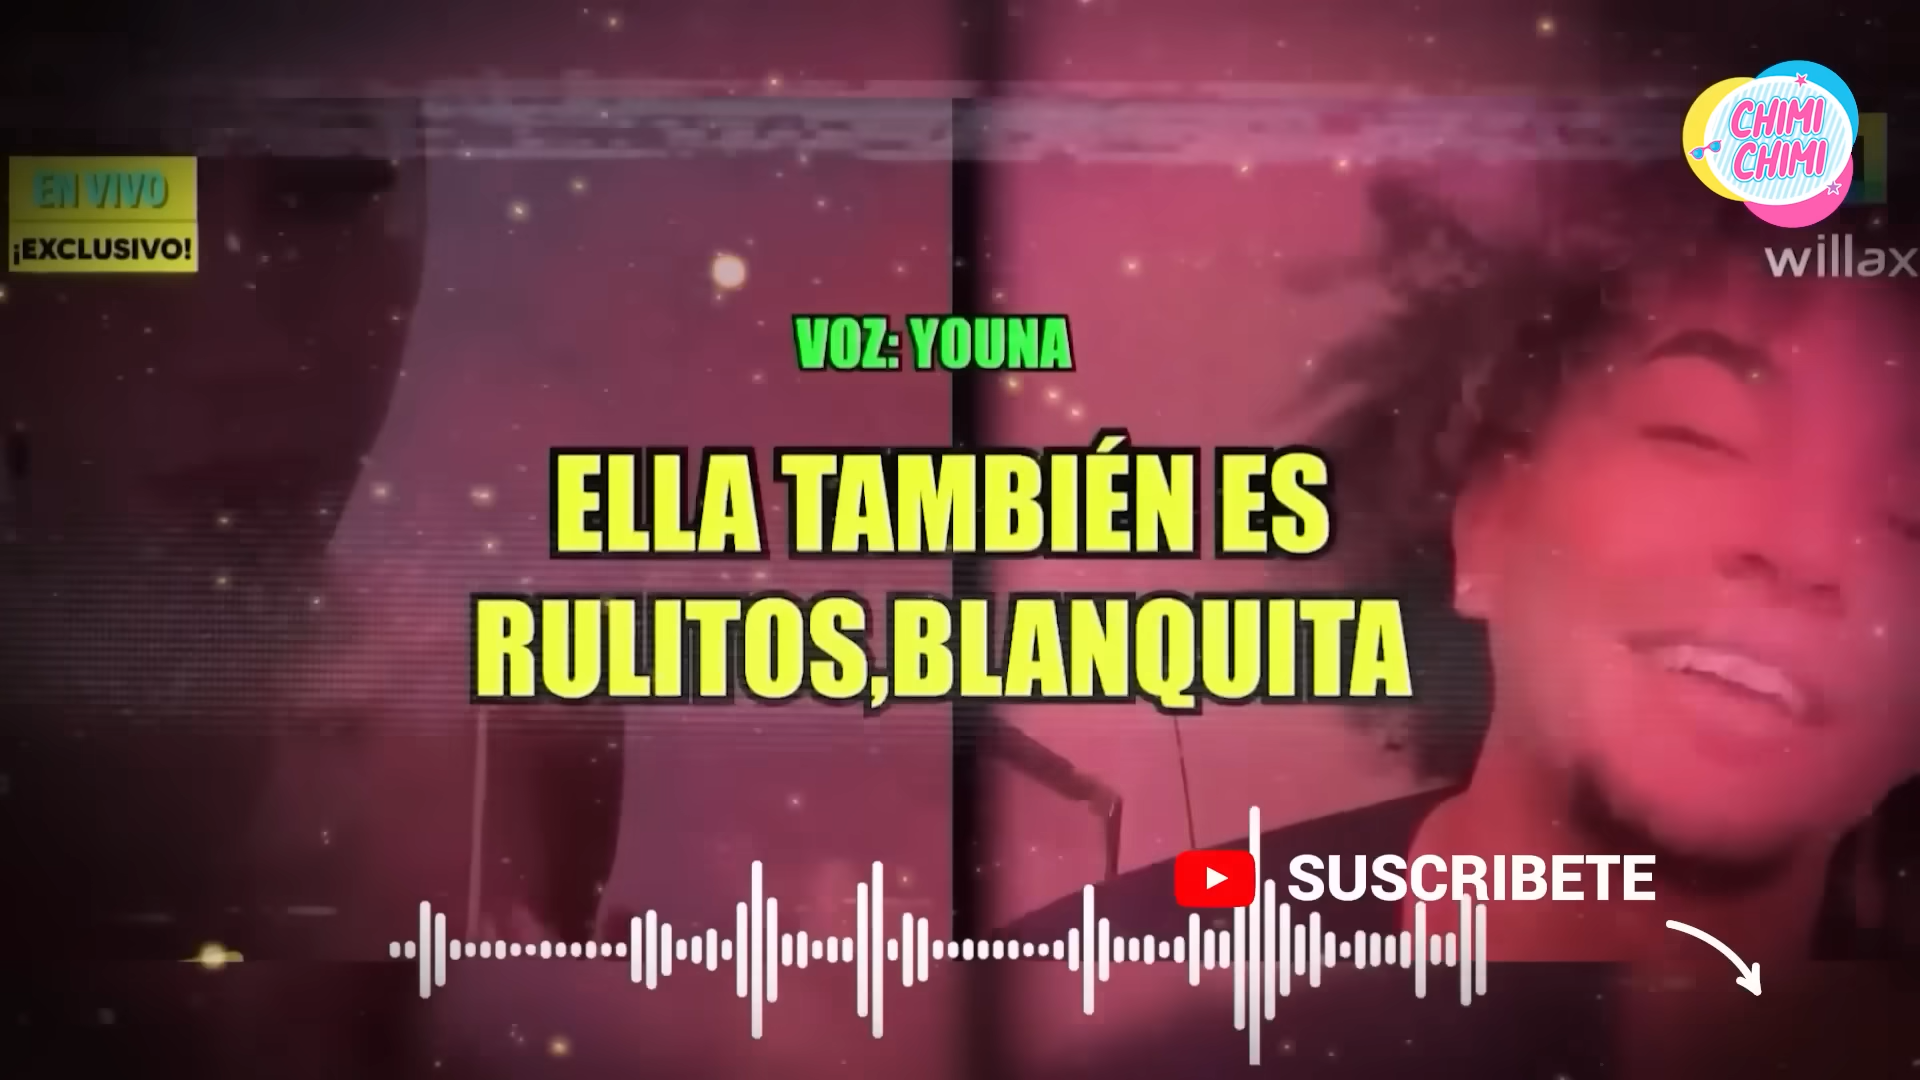 EN VIVO
¡EXCLUSIVO!
CHIMI
CHIMI
willax
VOZ: YOUNA
ELLA TAMBIÉN ES
RULITOS,BLANQUITA
SUSCRIBETE